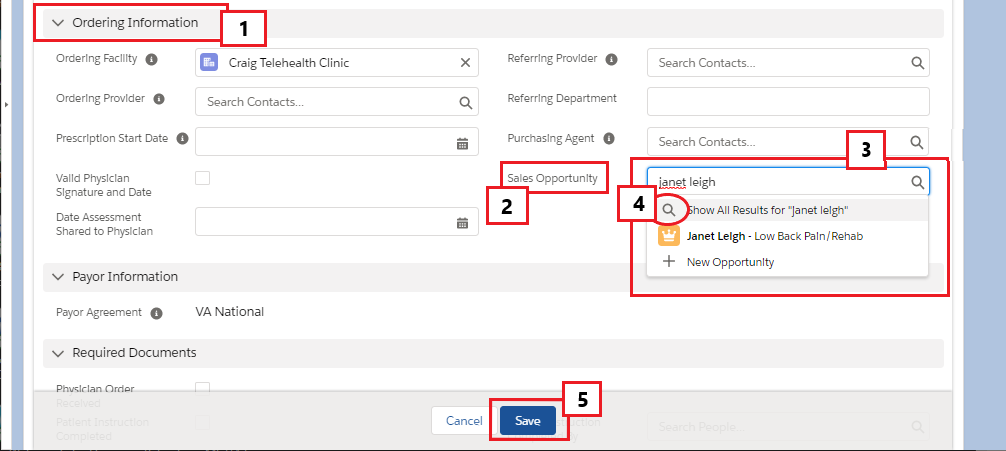 Ordering Information
1
Ordering Facility
Craig Telehealth Clinic
Referring Provider
Search Contacts...
Ordering Provider
Search Contacts...
Referring Department
Prescription Start Date
Purchasing Agent
Search Contacts...
3
Valid Physician
Signature and Date
Sales Opportunity
janet leigh
2
4
Show All Results for "janet leigh"
Date Assessment
Shared to Physician
Janet Leigh - Low Back Pain/Rehab
New Opportunity
Payor Information
Payor Agreement
VA National
Required Documents
Physician Order
Received
5
Cancel
Save
Patient Instruction
Completed
Search People...